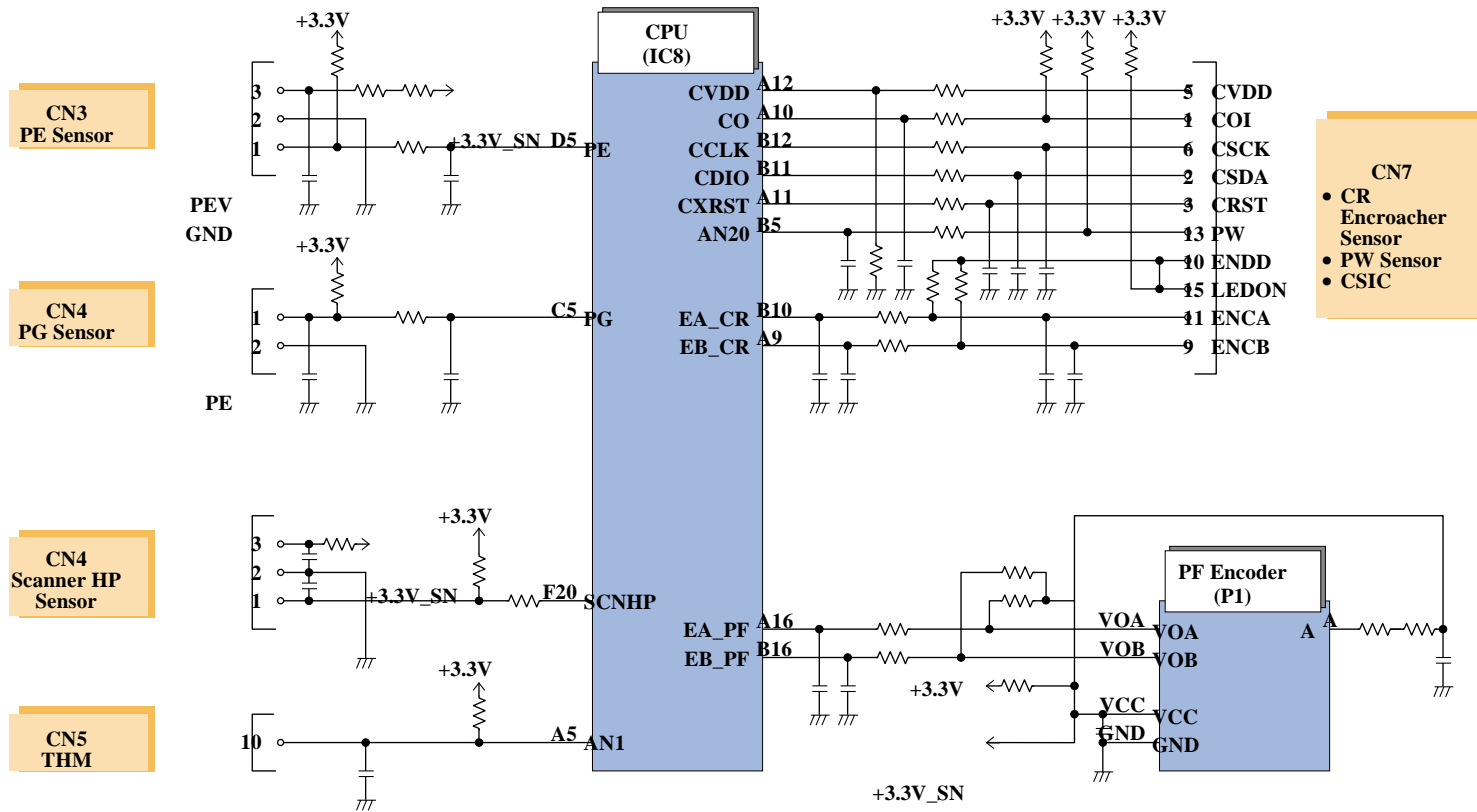 +3.3V
+3.3V +3.3V +3.3V
CPU
(IC8)
CN3
PE Sensor
3
2
1
+3.3V_SN D5
PE
PEV
GND
CVDD A12
CO A10
CCLK B12
CDIO B11
CXRST A11
AN20 B5
5 CVDD
1 COI
6 CSCK
2 CSDA
3 CRST
13 PW
10 ENDD
15 LEDON
11 ENCA
9 ENCB
CN7
• CR
Encroacher
Sensor
• PW Sensor
• CSIC
+3.3V
CN4
PG Sensor
1
2
C5 PG
PE
EA_CR B10
EB_CR A9
CN4
Scanner HP
Sensor
3
2
1
+3.3V
+3.3V_SN
F20 SCNHP
EA_PF A16
EB_PF B16
PF Encoder
(P1)
VOA VOA
VOB VOB
A A
+3.3V
VCC VCC
GND GND
+3.3V_SN
CN5
THM
10
+3.3V
A5 AN1